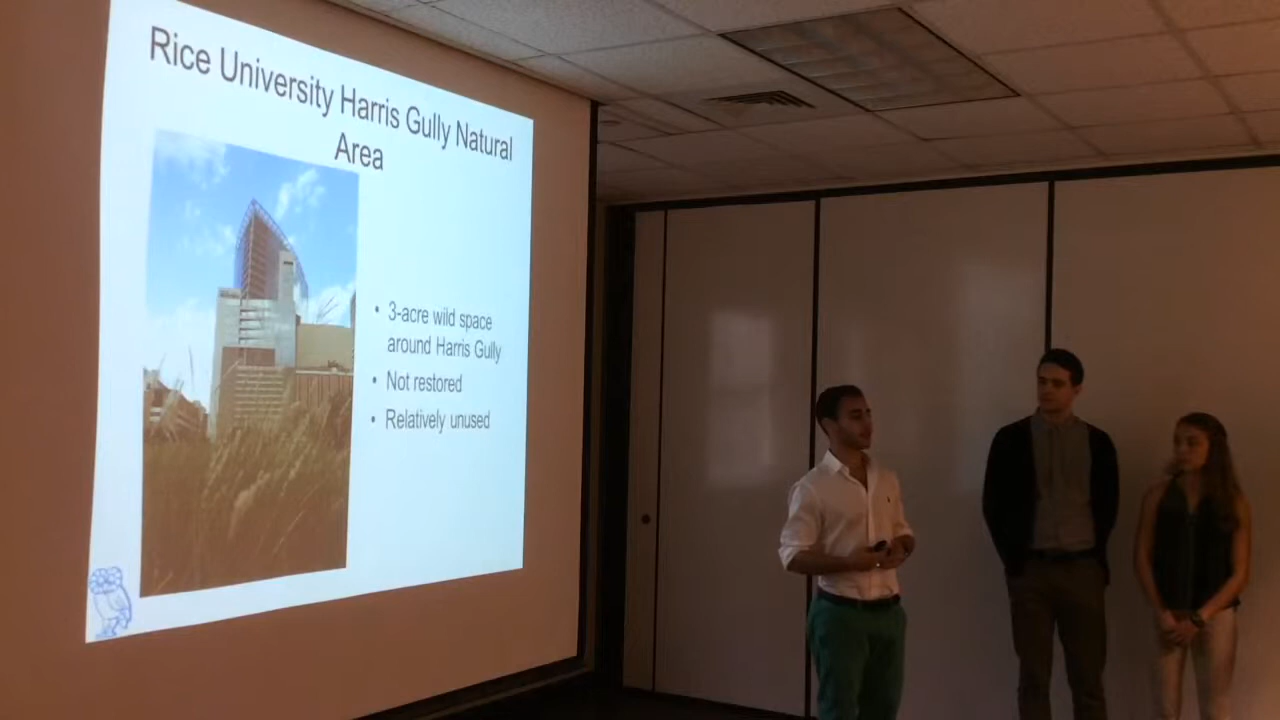 Rice University Harris Gully Natural
Area
• 3-acre wild space
around Harris Gully
• Not restored
• Relatively unused